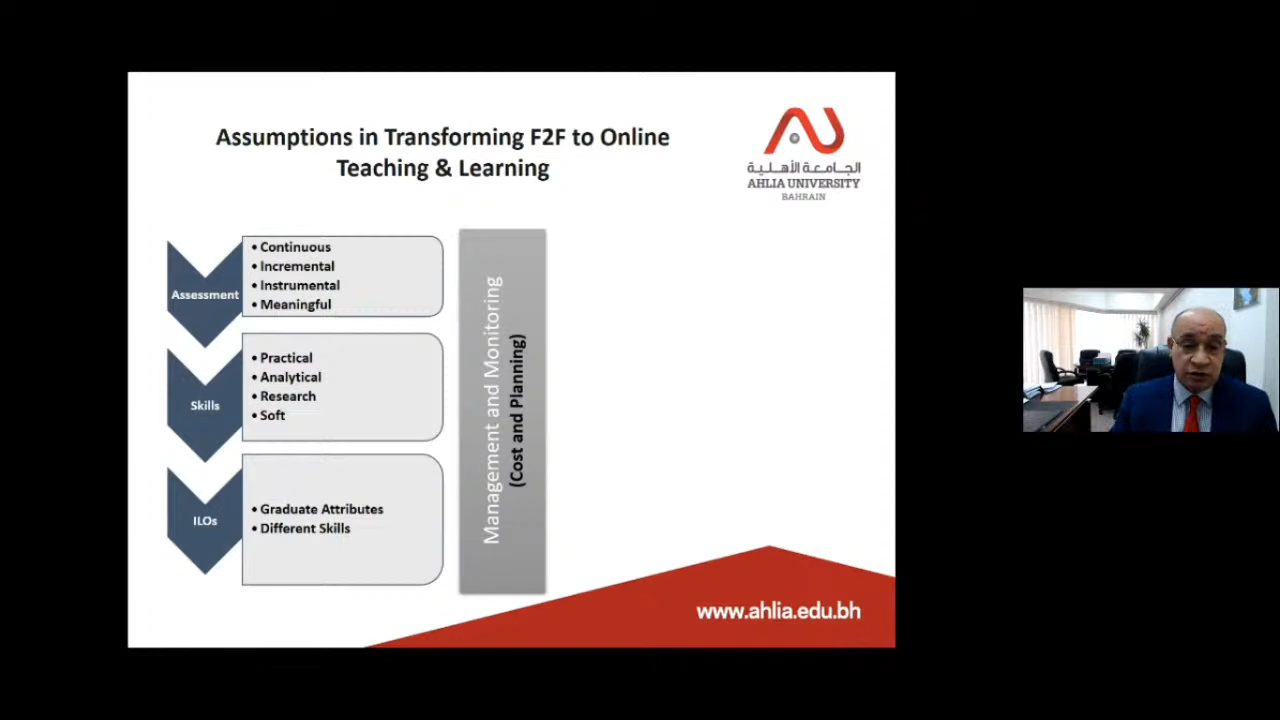 Assumptions in Transforming F2F to Online
Teaching & Learning
الجامعة الأهلية
AHLIA UNIVERSITY
BAHRAIN
Assessment
• Continuous
• Incremental
• Instrumental
• Meaningful
Skills
• Practical
• Analytical
• Research
• Soft
ILOs
• Graduate Attributes
• Different Skills
Management and Monitoring
(Cost and Planning)
www.ahlia.edu.bh